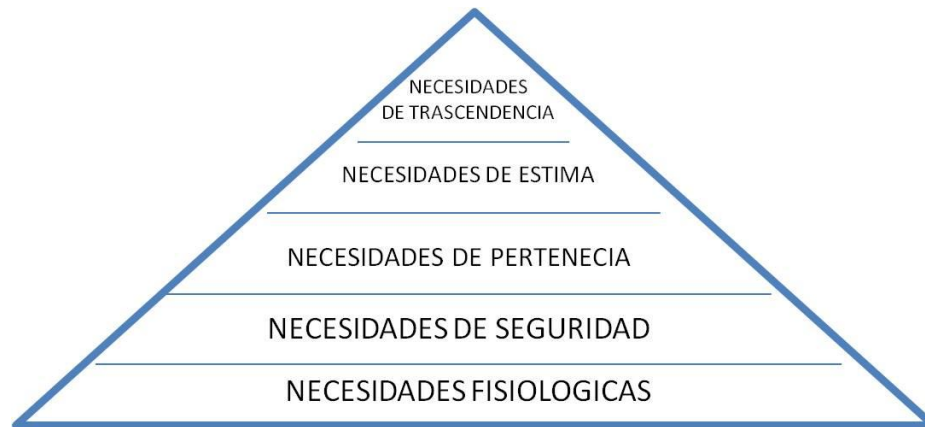 NECESIDADES
DE TRASCENDENCIA
NECESIDADES DE ESTIMA
NECESIDADES DE PERTENECIA
NECESIDADES DE SEGURIDAD
NECESIDADES FISIOLOGICAS